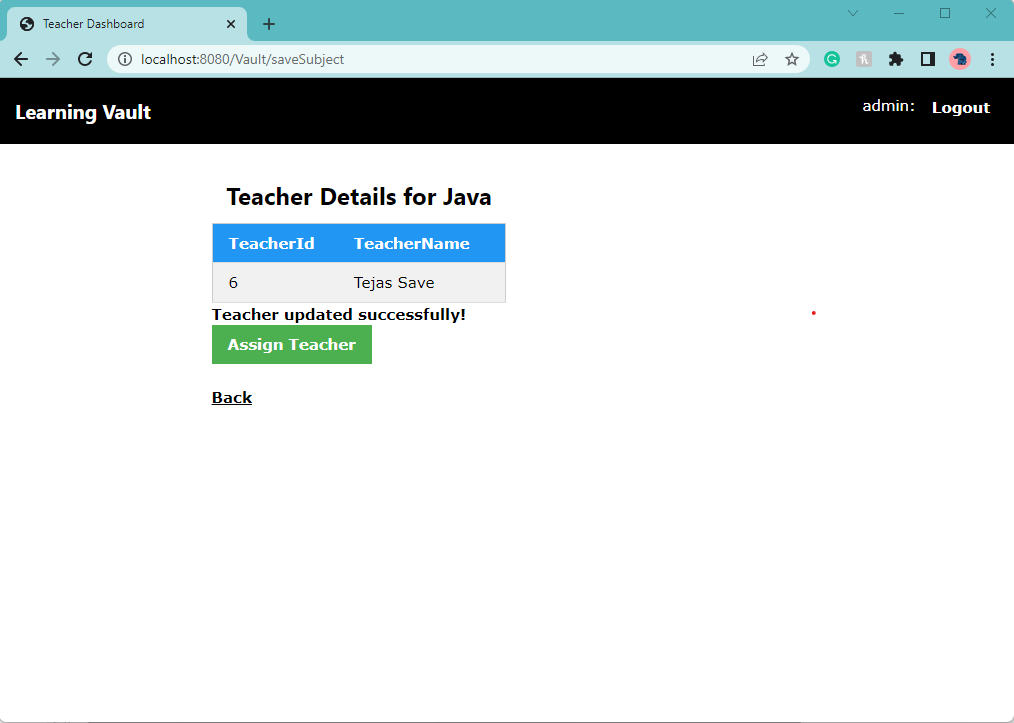 Teacher Dashboard
localhost:8080/Vault/saveSubject
Learning Vault
admin:
Logout
Teacher Details for Java
TeacherId TeacherName
6 Tejas Save
Teacher updated successfully!
Assign Teacher
Back